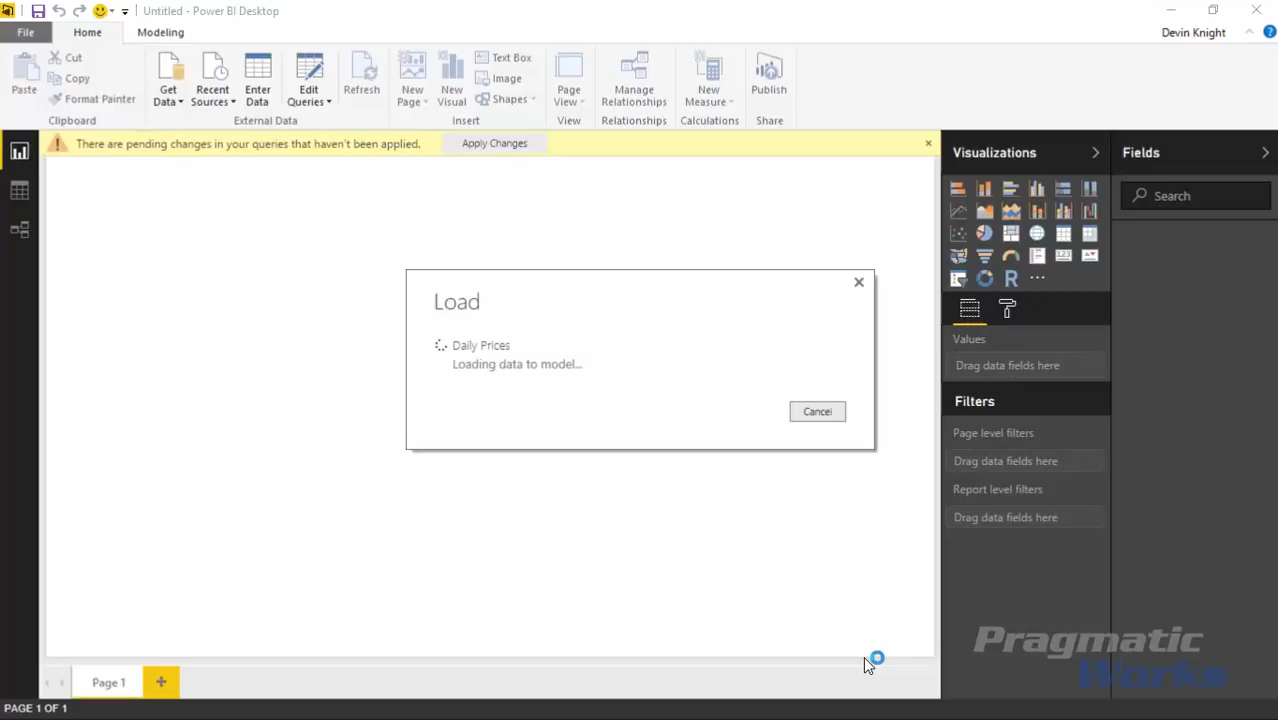 Untitled - Power BI Desktop
File
Home
Modeling
Devin Knight
Paste
Cut
Copy
Format Painter
Clipboard
Get Data
Recent Sources
Enter Data
Edit Queries
External Data
Refresh
New Page
New Visual
Text Box
Image
Shapes
Insert
Page View
View
Manage Relationships
Relationships
New Measure
Calculations
Publish
Share
There are pending changes in your queries that haven't been applied.
Apply Changes
Load
Daily Prices
Loading data to model...
Cancel
Visualizations
R
Values
Drag data fields here
Filters
Page level filters
Drag data fields here
Report level filters
Drag data fields here
Fields
Search
Pragmatic
Works
Page 1
PAGE 1 OF 1